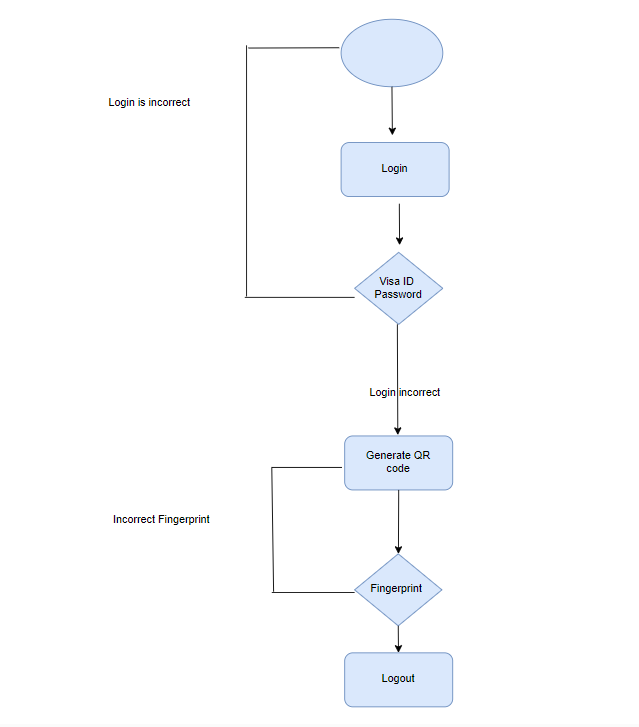 Login is incorrect
Login
Visa ID
Password
Login incorrect
Generate QR
code
Incorrect Fingerprint
Fingerprint
Logout